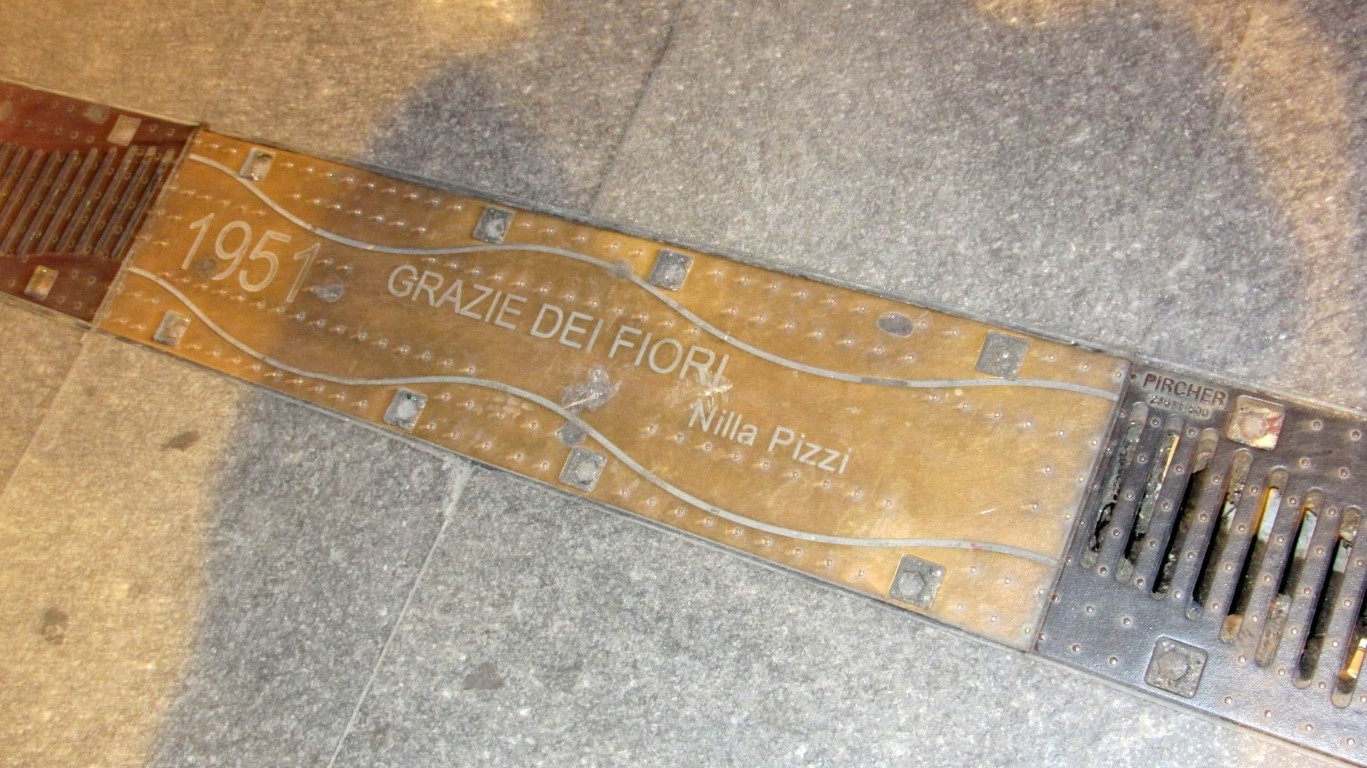 1951
GRAZIE DEI FIORI
Nilla Pizzi
PIRCHER